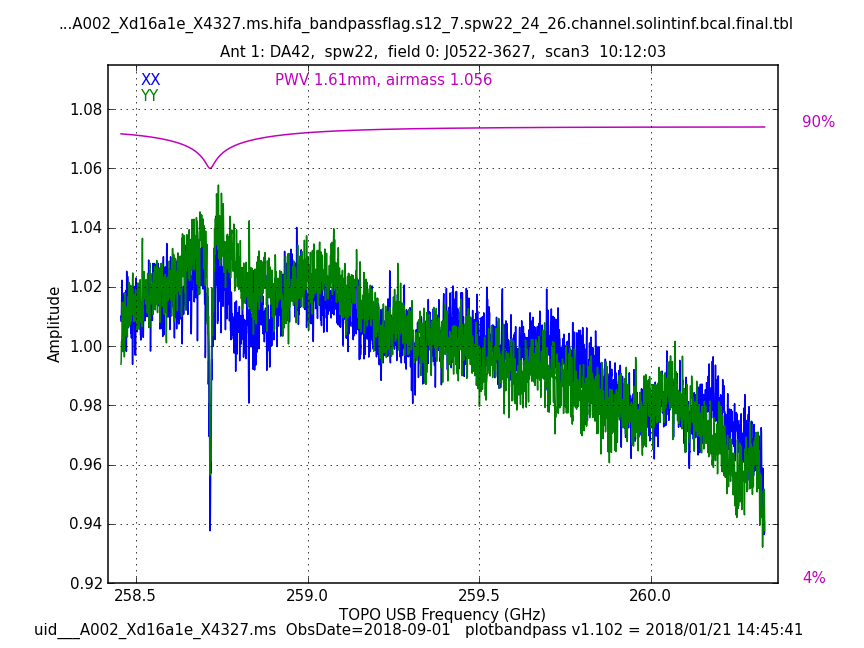 ...A002_Xd16a1e_X4327.ms.hifa_bandpassflag.s12_7.spw22_24_26.channel.solintinf.bcal.final.tbl
Ant 1: DA42,  spw22,  field 0: J0522-3627,  scan3  10:12:03
XX
PWV 1.61mm, airmass 1.056
YY
1.08
90%
1.06
1.04
1.02
Amplitude
1.00
0.98
0.96
0.94
4%
0.92
258.5 259.0 259.5 260.0
TOPO USB Frequency (GHz)
uid___A002_Xd16a1e_X4327.ms  ObsDate=2018-09-01   plotbandpass v1.102 = 2018/01/21 14:45:41